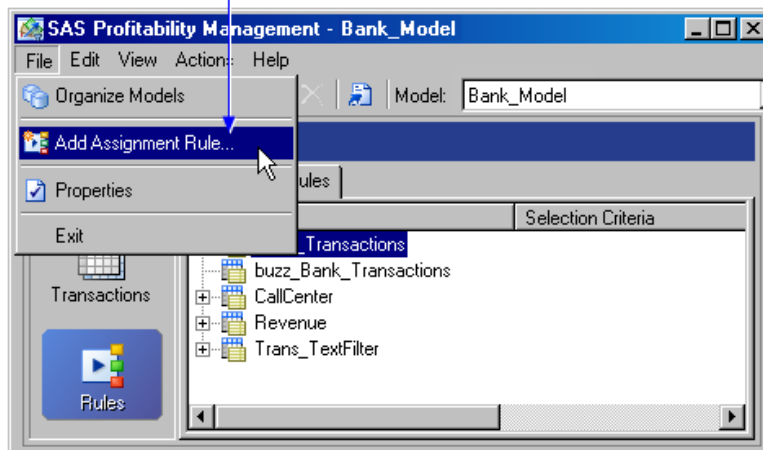 SAS Profitability Management - Bank_Model
File Edit View Actions Help
Organize Models
Model: Bank_Model
Add Assignment Rule...
Properties
ules
Exit
Selection Criteria
_Transactions
buzz_Bank_Transactions
Transactions
CallCenter
Revenue
Trans_TextFilter
Rules